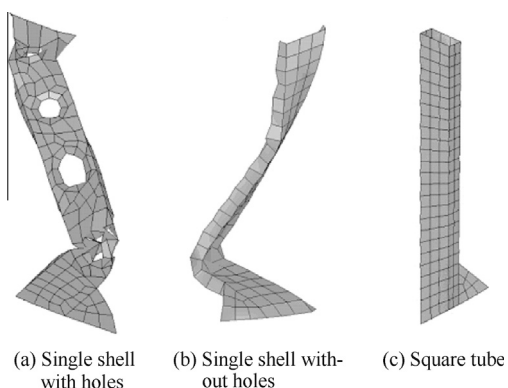 (a) Single shell (b) Single shell with- (c) Square tube
with holes out holes